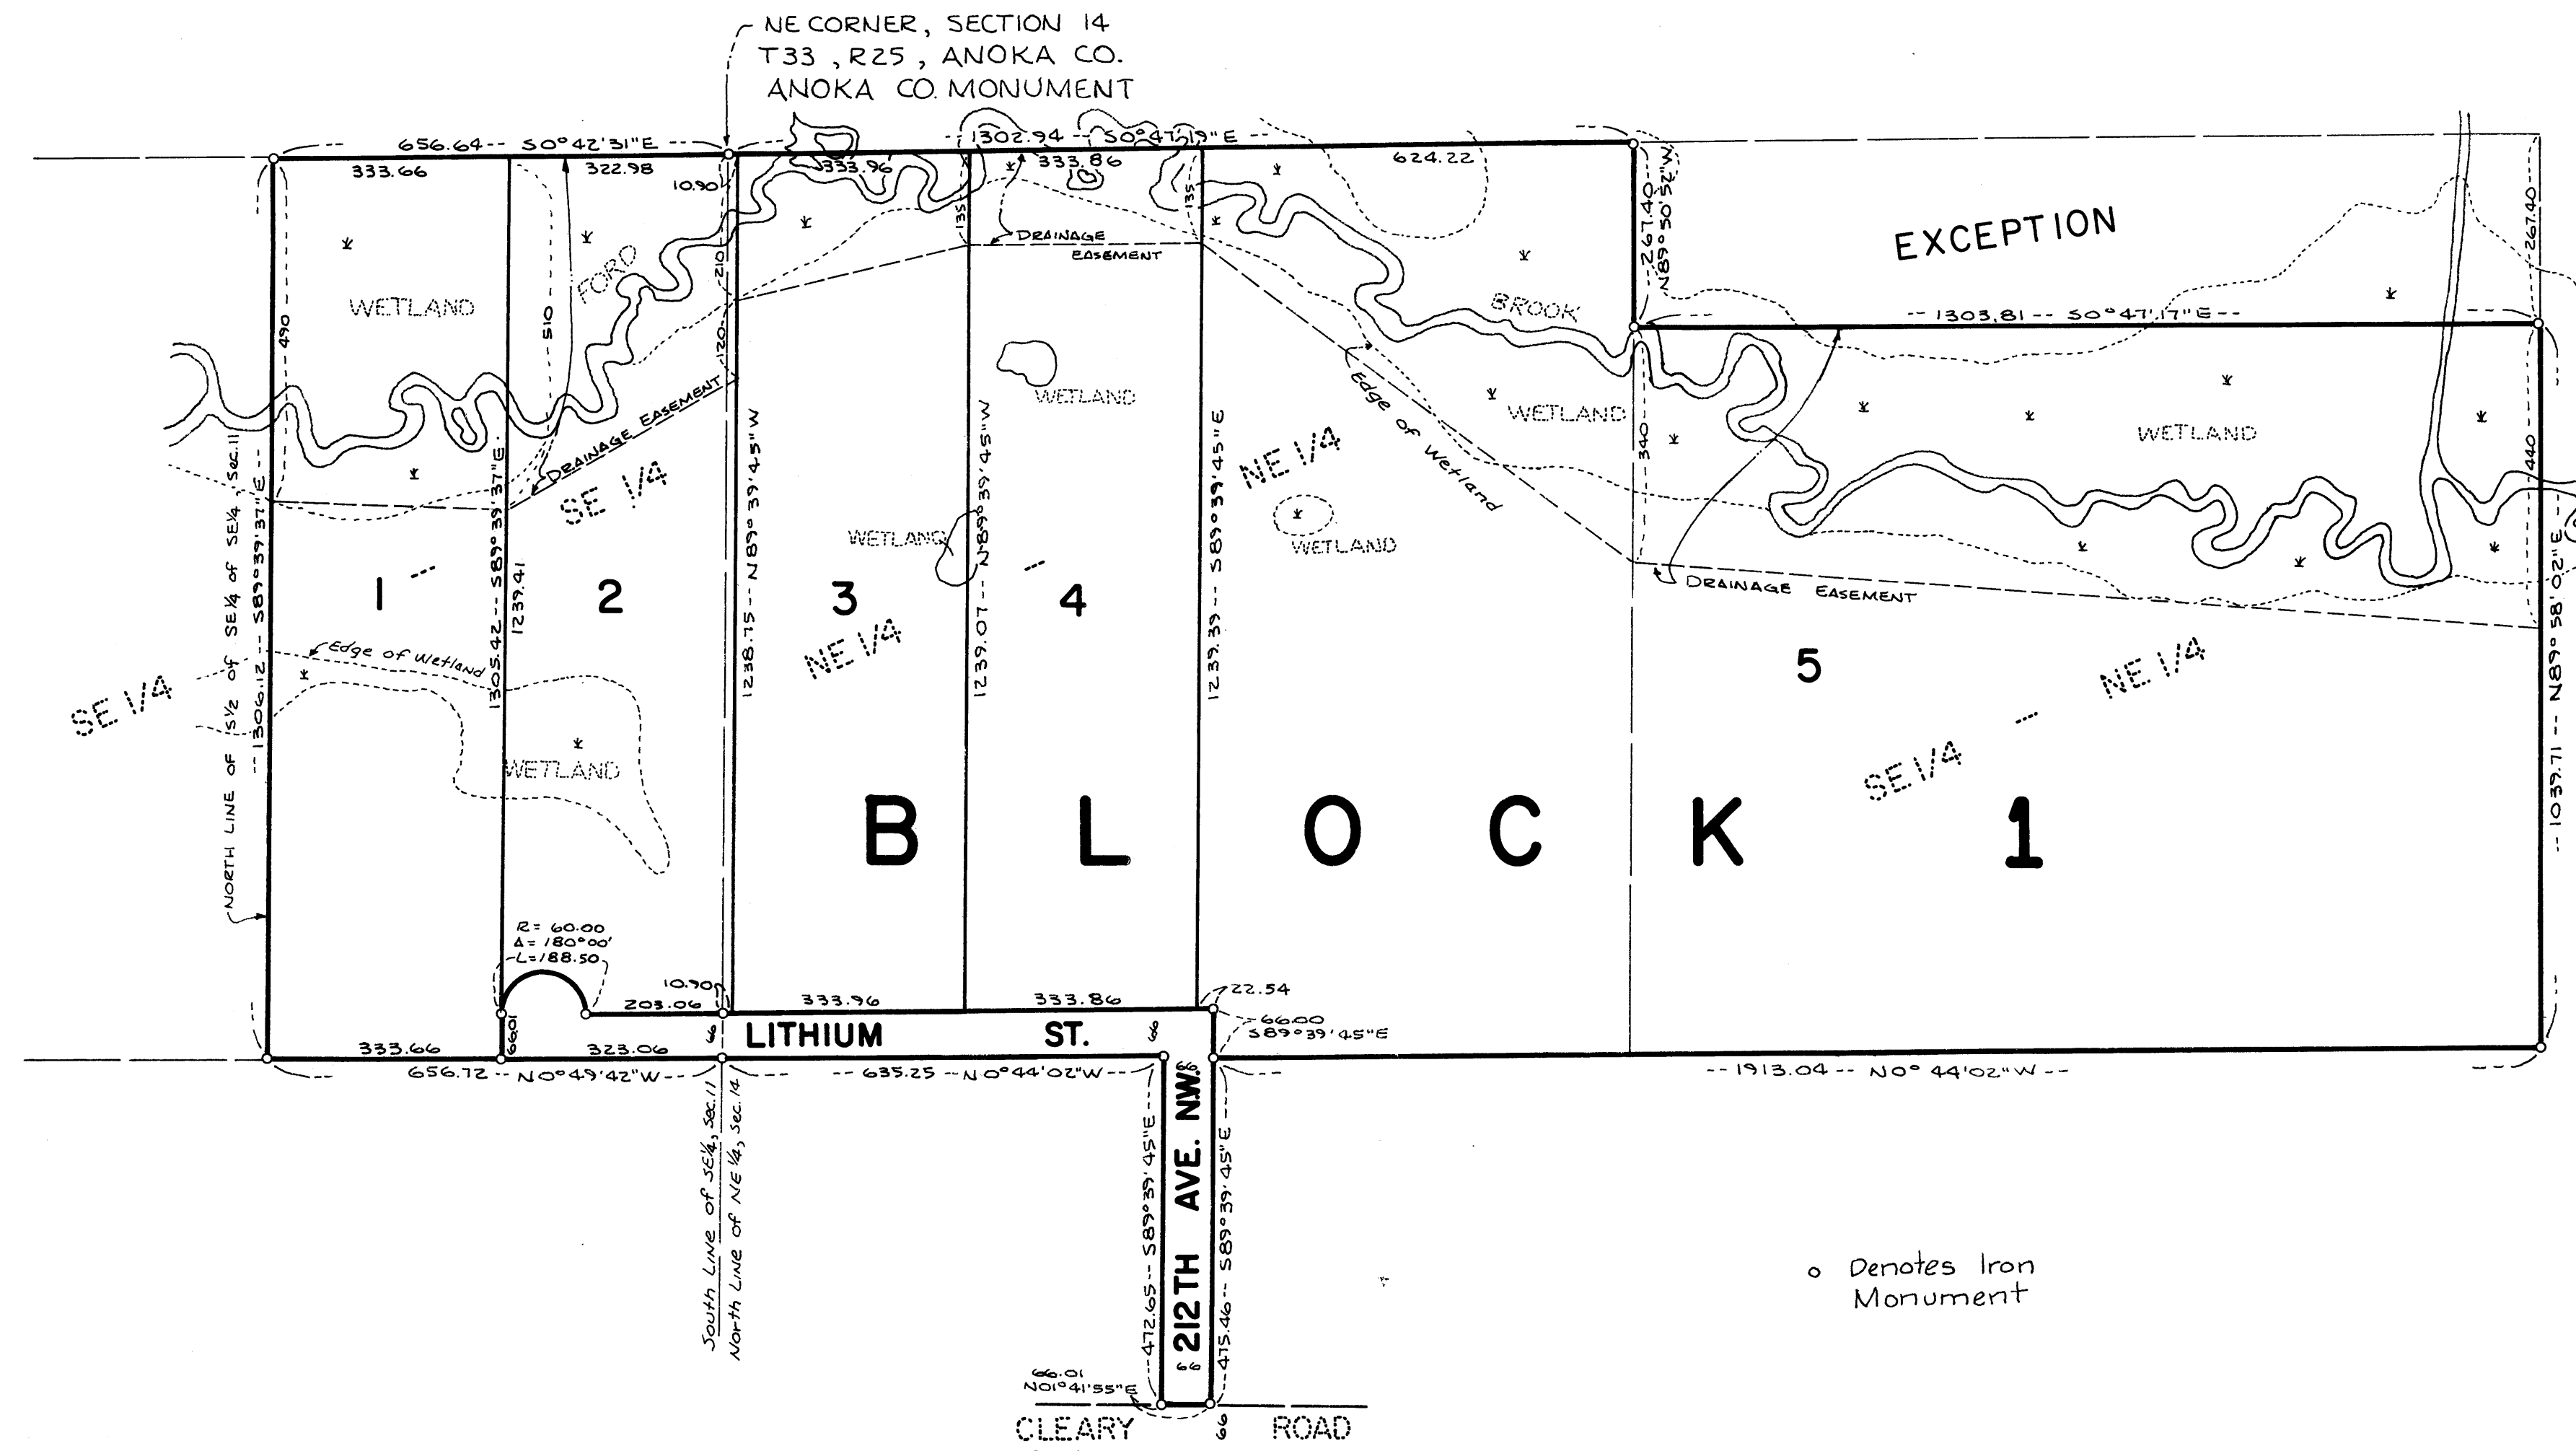 NE CORNER, SECTION 14
T33 , R25 , ANOKA CO.
ANOKA CO. MONUMENT
656.64 -- S0°42'31"E
1302.94 -- S0°47'19"E
333.66
322.98
10.90
333.96
333.86
624.22
267.40
N89°50'52"W
EXCEPTION
267.40
1303.81 -- S0°47'17"E
490
510
210
120
135
135
340
440
WETLAND
FORD
BROOK
DRAINAGE
EASEMENT
DRAINAGE EASEMENT
WETLAND
Edge of Wetland
WETLAND
WETLAND
SE 1/4
NE 1/4
WETLAND
WETLAND
DRAINAGE EASEMENT
NORTH LINE OF S½ OF SE¼ of SE¼, Sec.11
1306.12 -- S89°39'37"E
1305.42 -- S89°39'37"E
1239.41
1238.75 -- N89°39'45"W
1239.07 -- N89°39'45"W
1239.39 -- S89°39'45"E
1039.71 -- N89°58'02"E
1
2
3
4
5
Edge of Wetland
SE 1/4
NE 1/4
NE 1/4
SE 1/4
WETLAND
BLOCK 1
R= 60.00
Δ= 180°00'
L=188.50
10.90
203.06
333.96
333.86
22.54
66.01
66
LITHIUM ST.
66
66.00
S89°39'45"E
333.66
323.06
656.72 -- N0°49'42"W
635.25 -- N0°44'02"W
1913.04 -- N0°44'02"W
South Line of SE¼, Sec.11
North Line of NE¼, Sec.14
472.65 -- S89°39'45"E
212TH AVE. N.W.
66
475.46 -- S89°39'45"E
66.01
N01°41'55"E
66
CLEARY ROAD
Denotes Iron
Monument